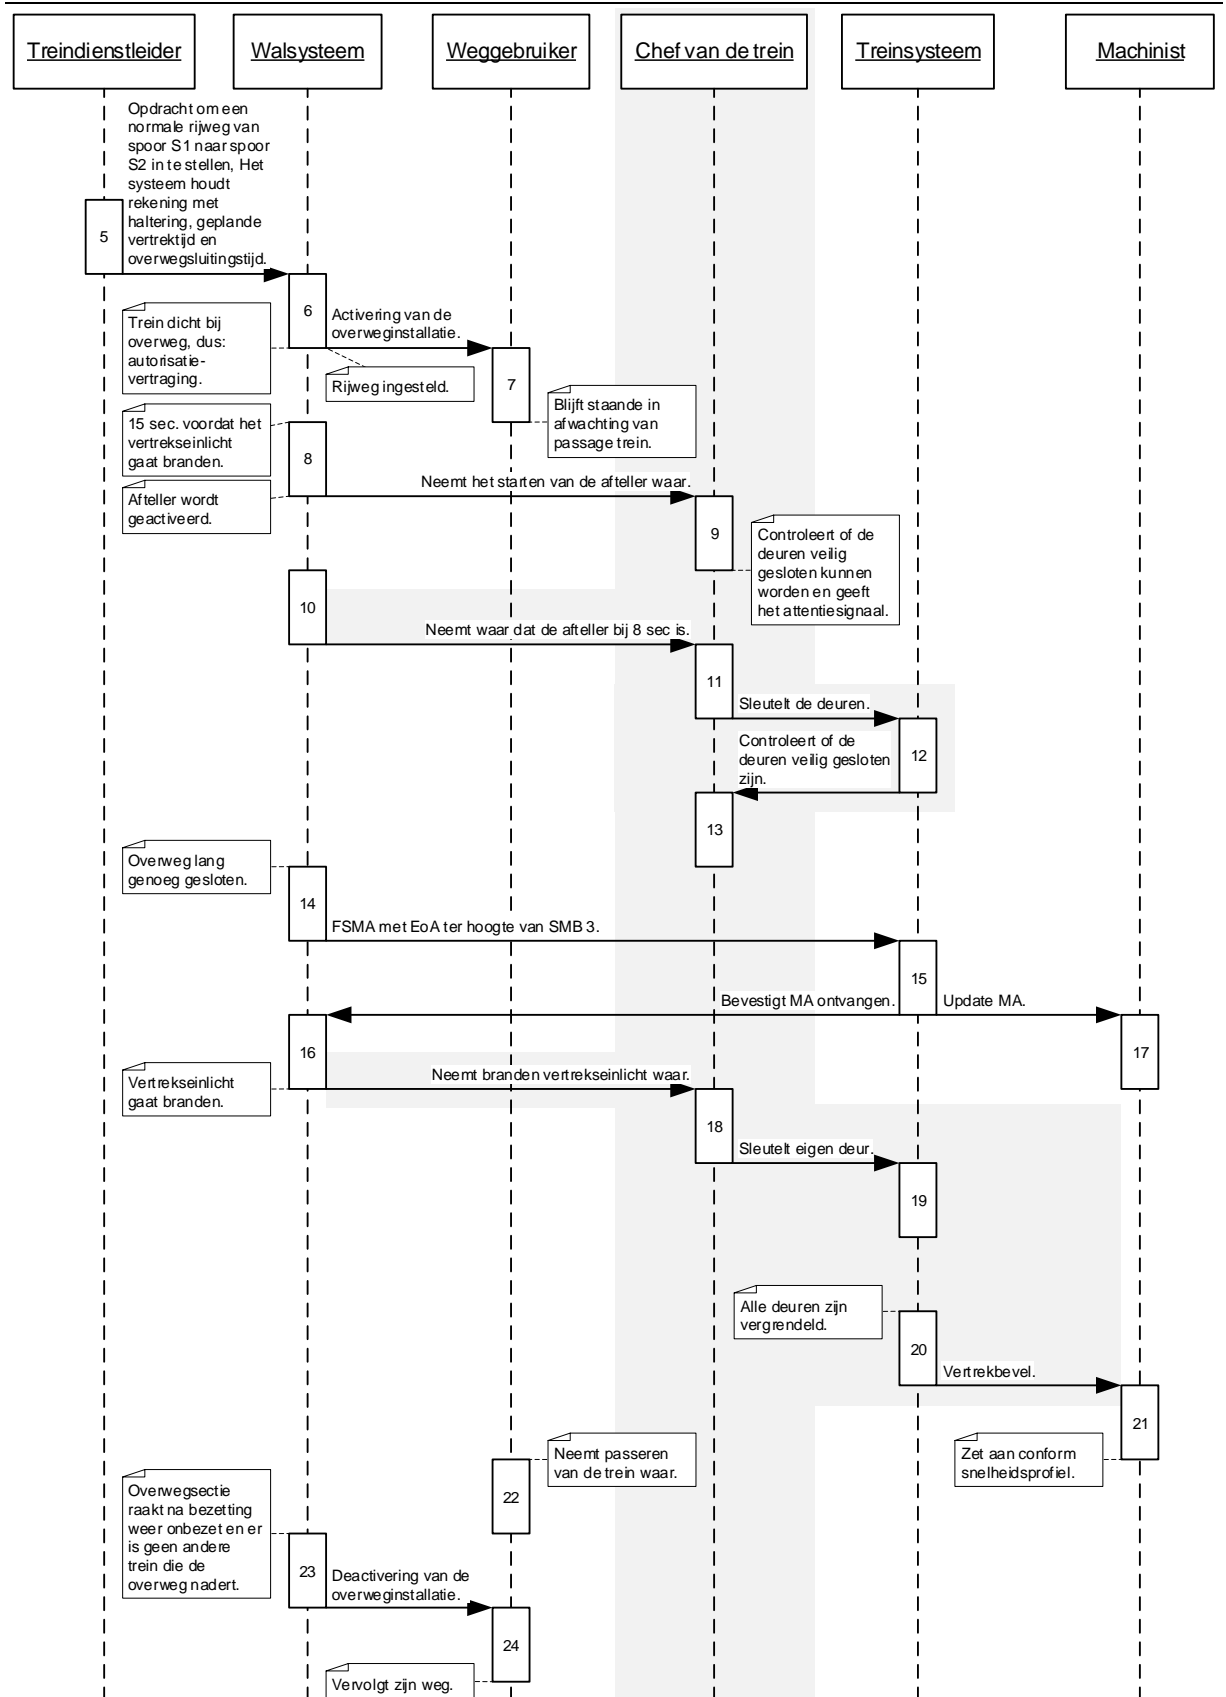 Treindienstleider
Walsysteem
Weggebruiker
Chef van de trein
Treinsysteem
Machinist
Opdracht om een
normale rijweg van
spoor S1 naar spoor
S2 in te stellen, Het
systeem houdt
rekening met
haltering, geplande
vertrektijd en
overwegsluitingstijd.
5
6
Activering van de
overweginstallatie.
Trein dicht bij
overweg, dus:
autorisatie-
vertraging.
Rijweg ingesteld.
7
Blijft staande in
afwachting van
passage trein.
15 sec. voordat het
vertrekseinlicht
gaat branden.
8
Neemt het starten van de afteller waar.
Afteller wordt
geactiveerd.
9
Controleert of de
deuren veilig
gesloten kunnen
worden en geeft
het attentiesignaal.
10
Neemt waar dat de afteller bij 8 sec is.
11
Sleutelt de deuren.
Controleert of de
deuren veilig gesloten
zijn.
12
13
Overweg lang
genoeg gesloten.
14
FSMA met EoA ter hoogte van SMB 3.
15
Bevestigt MA ontvangen.
Update MA.
16
17
Vertrekseinlicht
gaat branden.
Neemt branden vertrekseinlicht waar.
18
Sleutelt eigen deur.
19
Alle deuren zijn
vergrendeld.
20
Vertrekbevel.
21
Zet aan conform
snelheidsprofiel.
Neemt passeren
van de trein waar.
22
Overwegsectie
raakt na bezetting
weer onbezet en er
is geen andere
trein die de
overweg nadert.
23
Deactivering van de
overweginstallatie.
24
Vervolgt zijn weg.